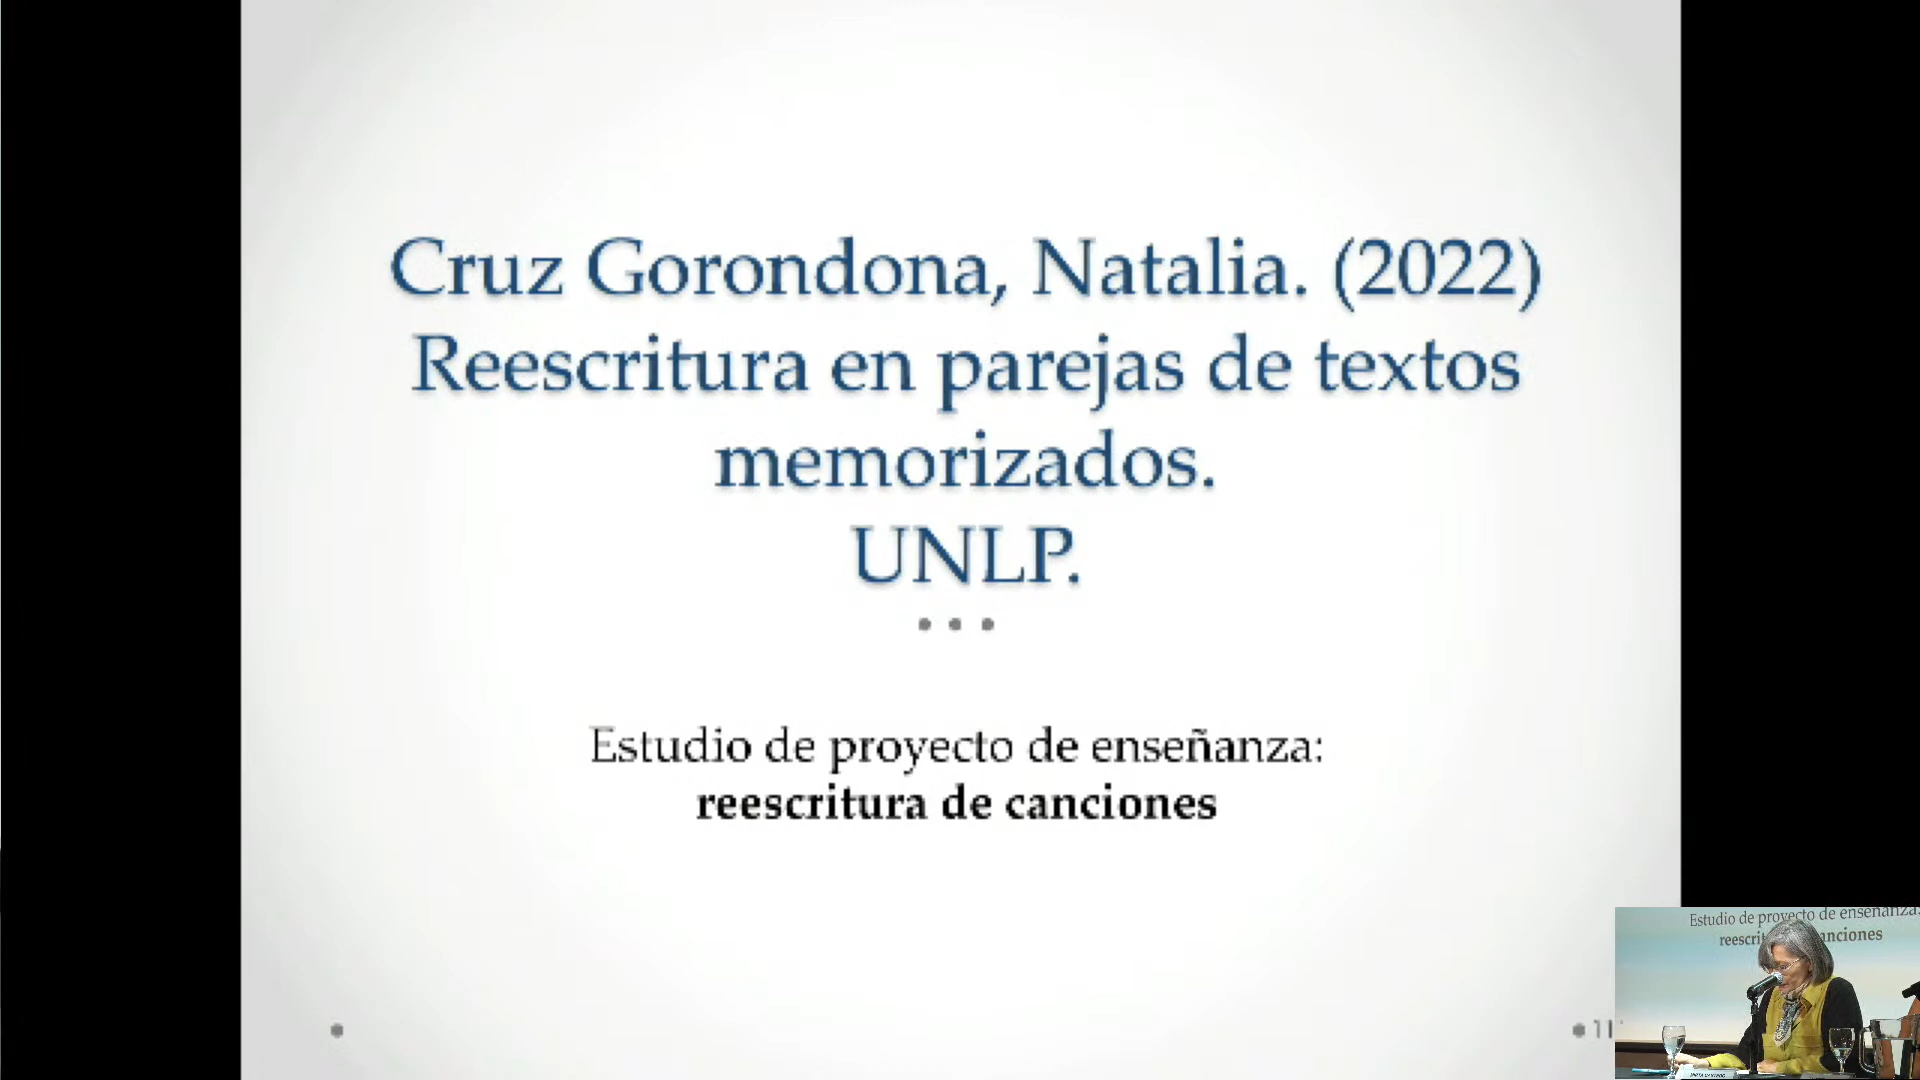 Cruz Gorondona, Natalia. (2022)
Reescritura en parejas de textos
memorizados.
UNLP.
Estudio de proyecto de enseñanza:
reescritura de canciones
11
Estudio de proyecto de enseñanza:
anciones